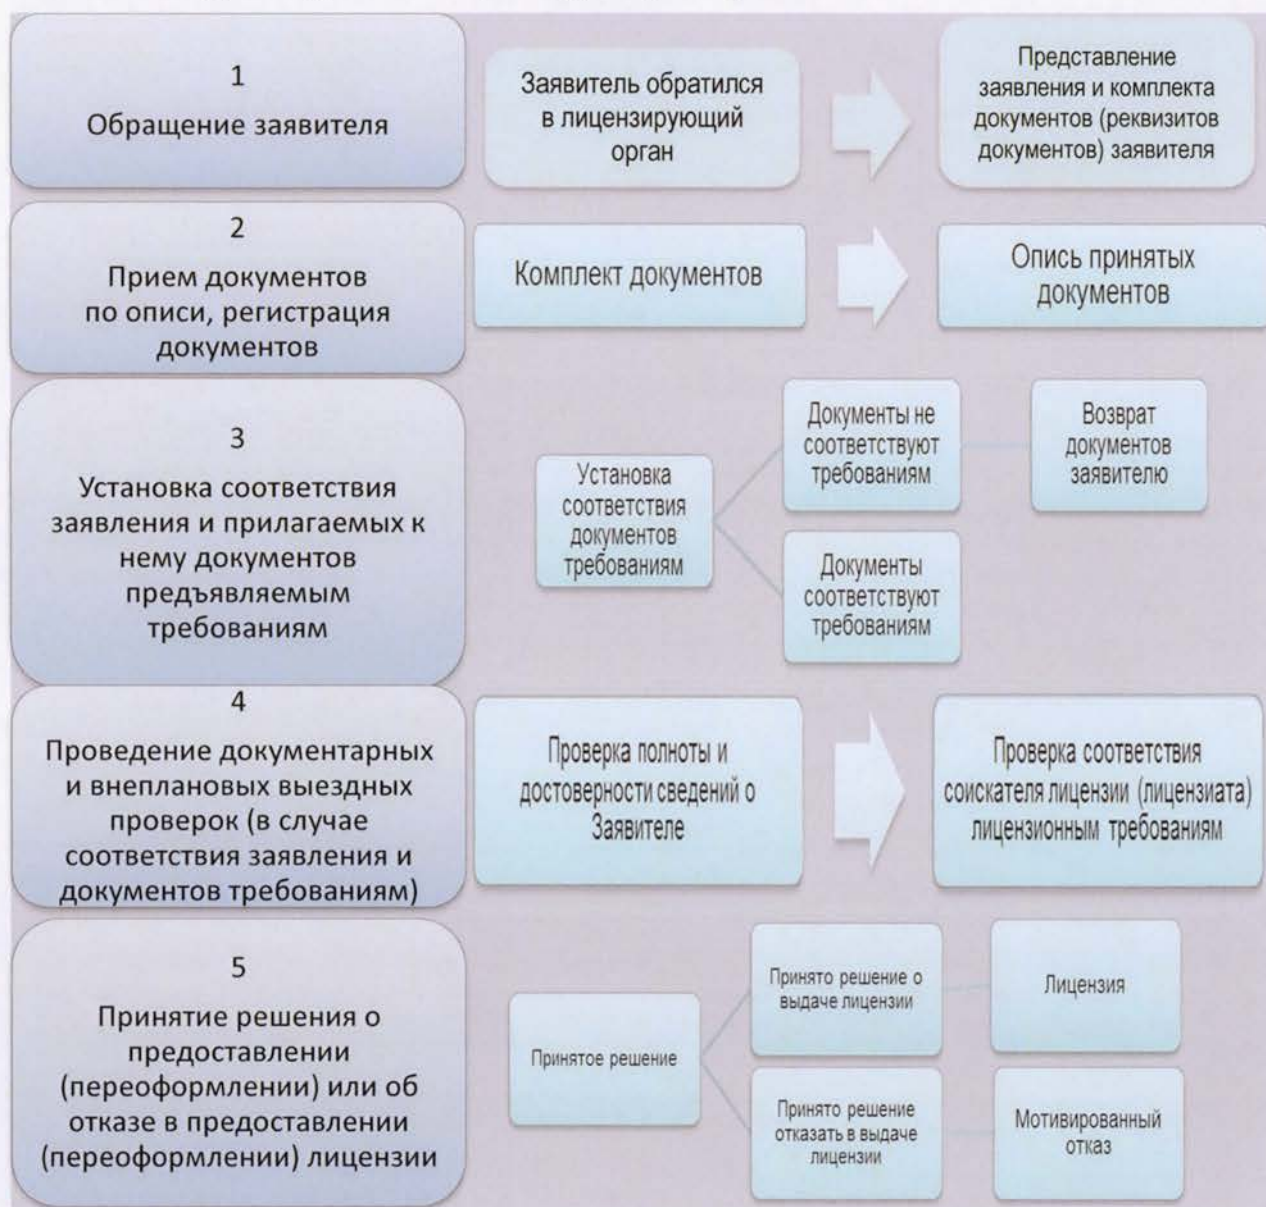 1
Обращение заявителя
Заявитель обратился
в лицензирующий
орган
Представление
заявления и комплекта
документов (реквизитов
документов) заявителя
2
Прием документов
по описи, регистрация
документов
Комплект документов
Опись принятых
документов
3
Установка соответствия
заявления и прилагаемых к
нему документов
предъявляемым
требованиям
Установка
соответствия
документов
требованиям
Документы не
соответствуют
требованиям
Возврат
документов
заявителю
Документы
соответствуют
требованиям
4
Проведение документарных
и внеплановых выездных
проверок (в случае
соответствия заявления и
документов требованиям)
Проверка полноты и
достоверности сведений о
Заявителе
Проверка соответствия
соискателя лицензии (лицензиата)
лицензионным требованиям
5
Принятие решения о
предоставлении
(переоформлении) или об
отказе в предоставлении
(переоформлении) лицензии
Принятое решение
Принято решение о
выдаче лицензии
Лицензия
Принято решение
отказать в выдаче
лицензии
Мотивированный
отказ